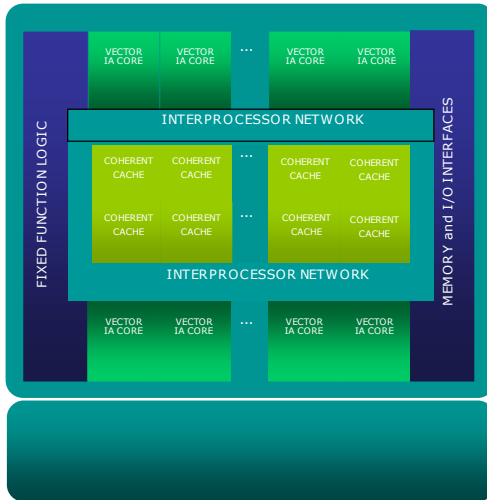 VECTOR
IA CORE
VECTOR
IA CORE
...
VECTOR
IA CORE
VECTOR
IA CORE
INTERPROCESSOR NETWORK
FIXED FUNCTION LOGIC
MEMORY and I/O INTERFACES
COHERENT
CACHE
COHERENT
CACHE
...
COHERENT
CACHE
COHERENT
CACHE
COHERENT
CACHE
COHERENT
CACHE
...
COHERENT
CACHE
COHERENT
CACHE
INTERPROCESSOR NETWORK
VECTOR
IA CORE
VECTOR
IA CORE
...
VECTOR
IA CORE
VECTOR
IA CORE